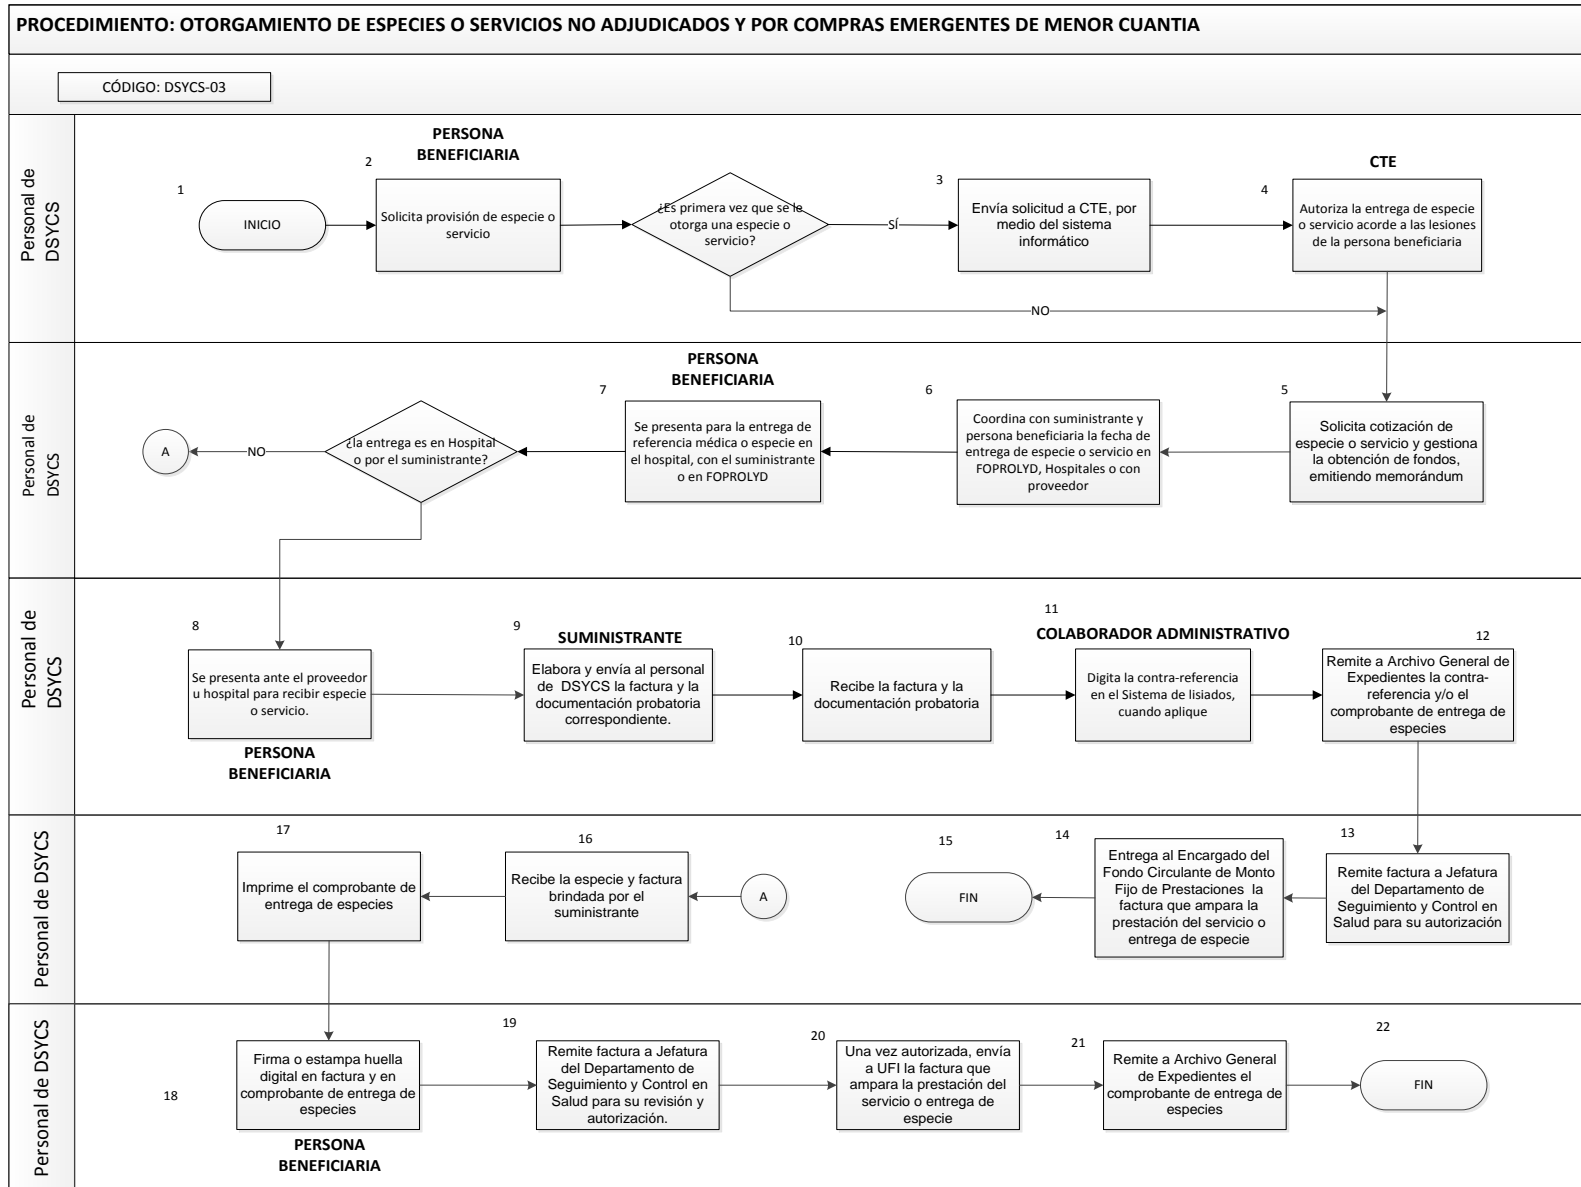 PROCEDIMIENTO: OTORGAMIENTO DE ESPECIES O SERVICIOS NO ADJUDICADOS Y POR COMPRAS EMERGENTES DE MENOR CUANTIA
CÓDIGO: DSYCS-03
Personal de
DSYCS
1
INICIO
2
PERSONA
BENEFICIARIA
Solicita provisión de especie o
servicio
¿Es primera vez que se le
otorga una especie o
servicio?
SÍ
NO
3
Envía solicitud a CTE, por
medio del sistema
informático
4
CTE
Autoriza la entrega de especie
o servicio acorde a las lesiones
de la persona beneficiaria
Personal de
DSYCS
5
Solicita cotización de
especie o servicio y gestiona
la obtención de fondos,
emitiendo memorándum
6
Coordina con suministrante y
persona beneficiaria la fecha de
entrega de especie o servicio en
FOPROLYD, Hospitales o con
proveedor
7
PERSONA
BENEFICIARIA
Se presenta para la entrega de
referencia médica o especie en
el hospital, con el suministrante
o en FOPROLYD
¿la entrega es en Hospital
o por el suministrante?
NO
A
Personal de
DSYCS
8
Se presenta ante el proveedor
u hospital para recibir especie
o servicio.
PERSONA
BENEFICIARIA
9
SUMINISTRANTE
Elabora y envía al personal
de DSYCS la factura y la
documentación probatoria
correspondiente.
10
Recibe la factura y la
documentación probatoria
11
COLABORADOR ADMINISTRATIVO
Digita la contra-referencia
en el Sistema de lisiados,
cuando aplique
12
Remite a Archivo General de
Expedientes la contra-
referencia y/o el
comprobante de entrega de
especies
Personal de DSYCS
13
Remite factura a Jefatura
del Departamento de
Seguimiento y Control en
Salud para su autorización
14
Entrega al Encargado del
Fondo Circulante de Monto
Fijo de Prestaciones la
factura que ampara la
prestación del servicio o
entrega de especie
15
FIN
A
16
Recibe la especie y factura
brindada por el
suministrante
17
Imprime el comprobante de
entrega de especies
Personal de DSYCS
18
Firma o estampa huella
digital en factura y en
comprobante de entrega de
especies
PERSONA
BENEFICIARIA
19
Remite factura a Jefatura
del Departamento de
Seguimiento y Control en
Salud para su revisión y
autorización.
20
Una vez autorizada, envía
a UFI la factura que
ampara la prestación del
servicio o entrega de
especie
21
Remite a Archivo General
de Expedientes el
comprobante de entrega de
especies
22
FIN